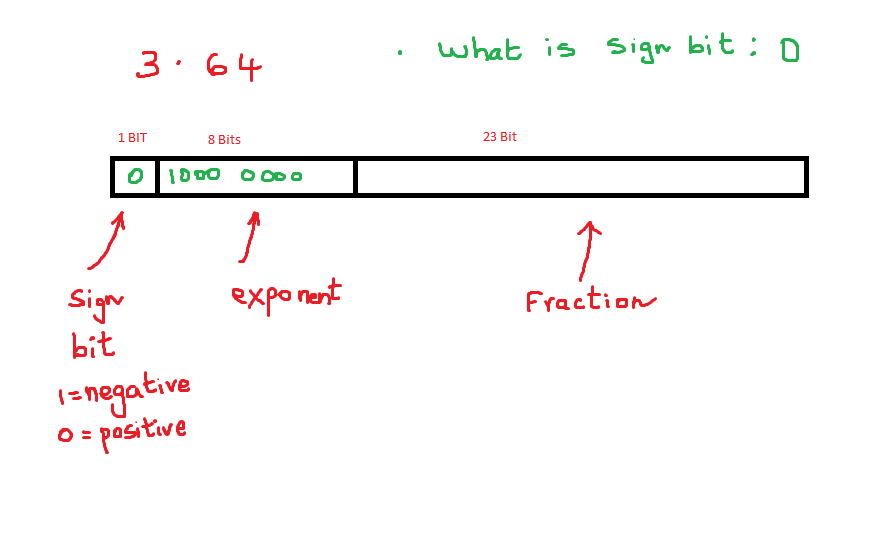 3.64
. what is sign bit: 0
1 BIT
8 Bits
23 Bit
0
1000 0000
sign
bit
1=negative
0=positive
exponent
Fraction